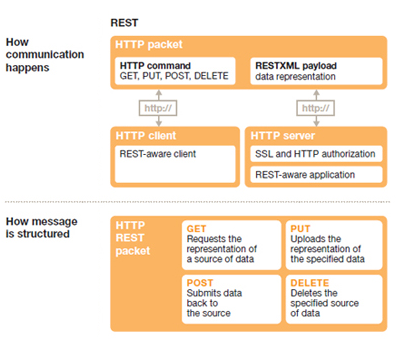 REST
How
communication
happens
HTTP packet
HTTP command
GET, PUT, POST, DELETE
RESTXML payload
data representation
http://
http://
HTTP client
REST-aware client
HTTP server
SSL and HTTP authorization
REST-aware application
How message
is structured
HTTP
REST
packet
GET
Requests the
representation of
a source of data
PUT
Uploads the
representation of
the specified data
POST
Submits data
back to
the source
DELETE
Deletes the
specified source
of data